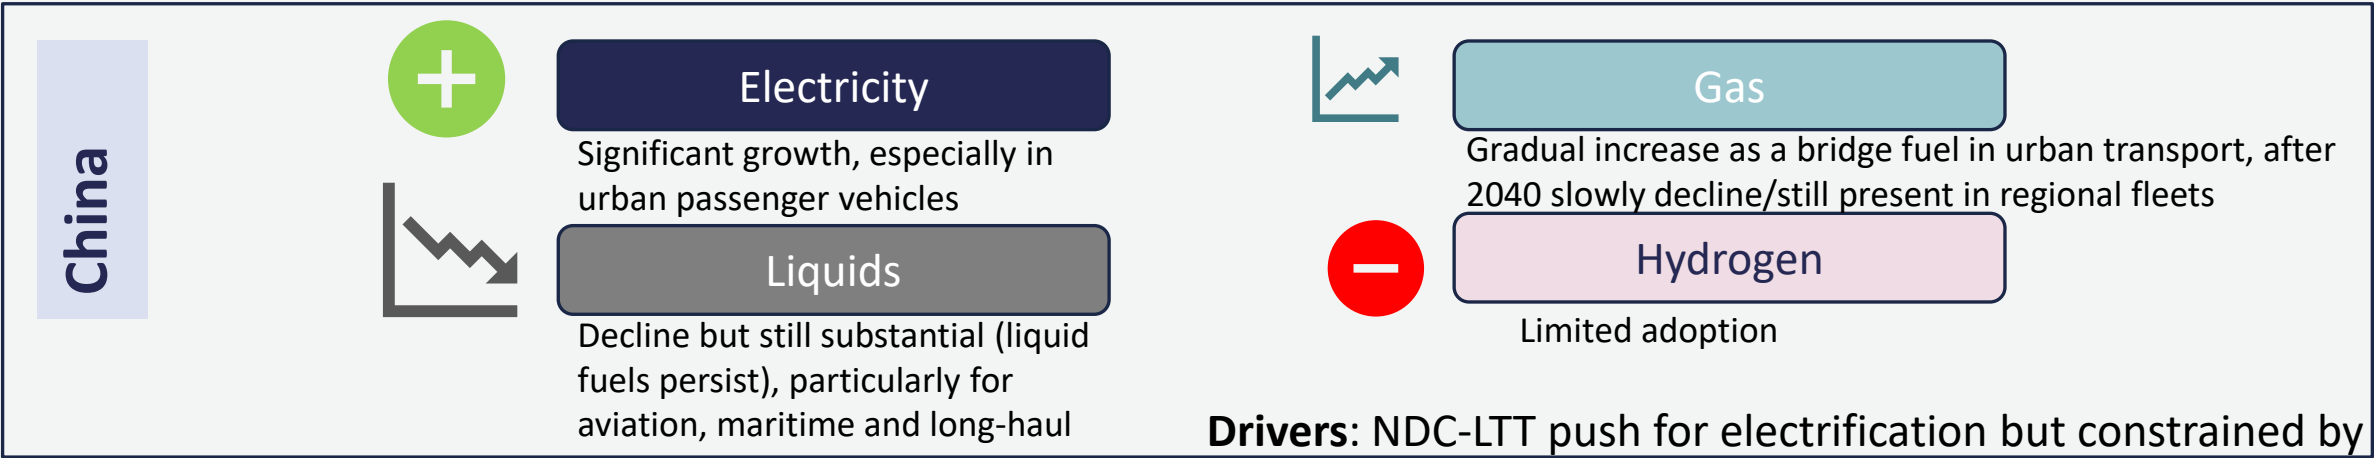 China
Electricity
Significant growth, especially in
urban passenger vehicles
Liquids
Decline but still substantial (liquid
fuels persist), particularly for
aviation, maritime and long-haul
Gas
Gradual increase as a bridge fuel in urban transport, after
2040 slowly decline/still present in regional fleets
Hydrogen
Limited adoption
Drivers: NDC-LTT push for electrification but constrained by